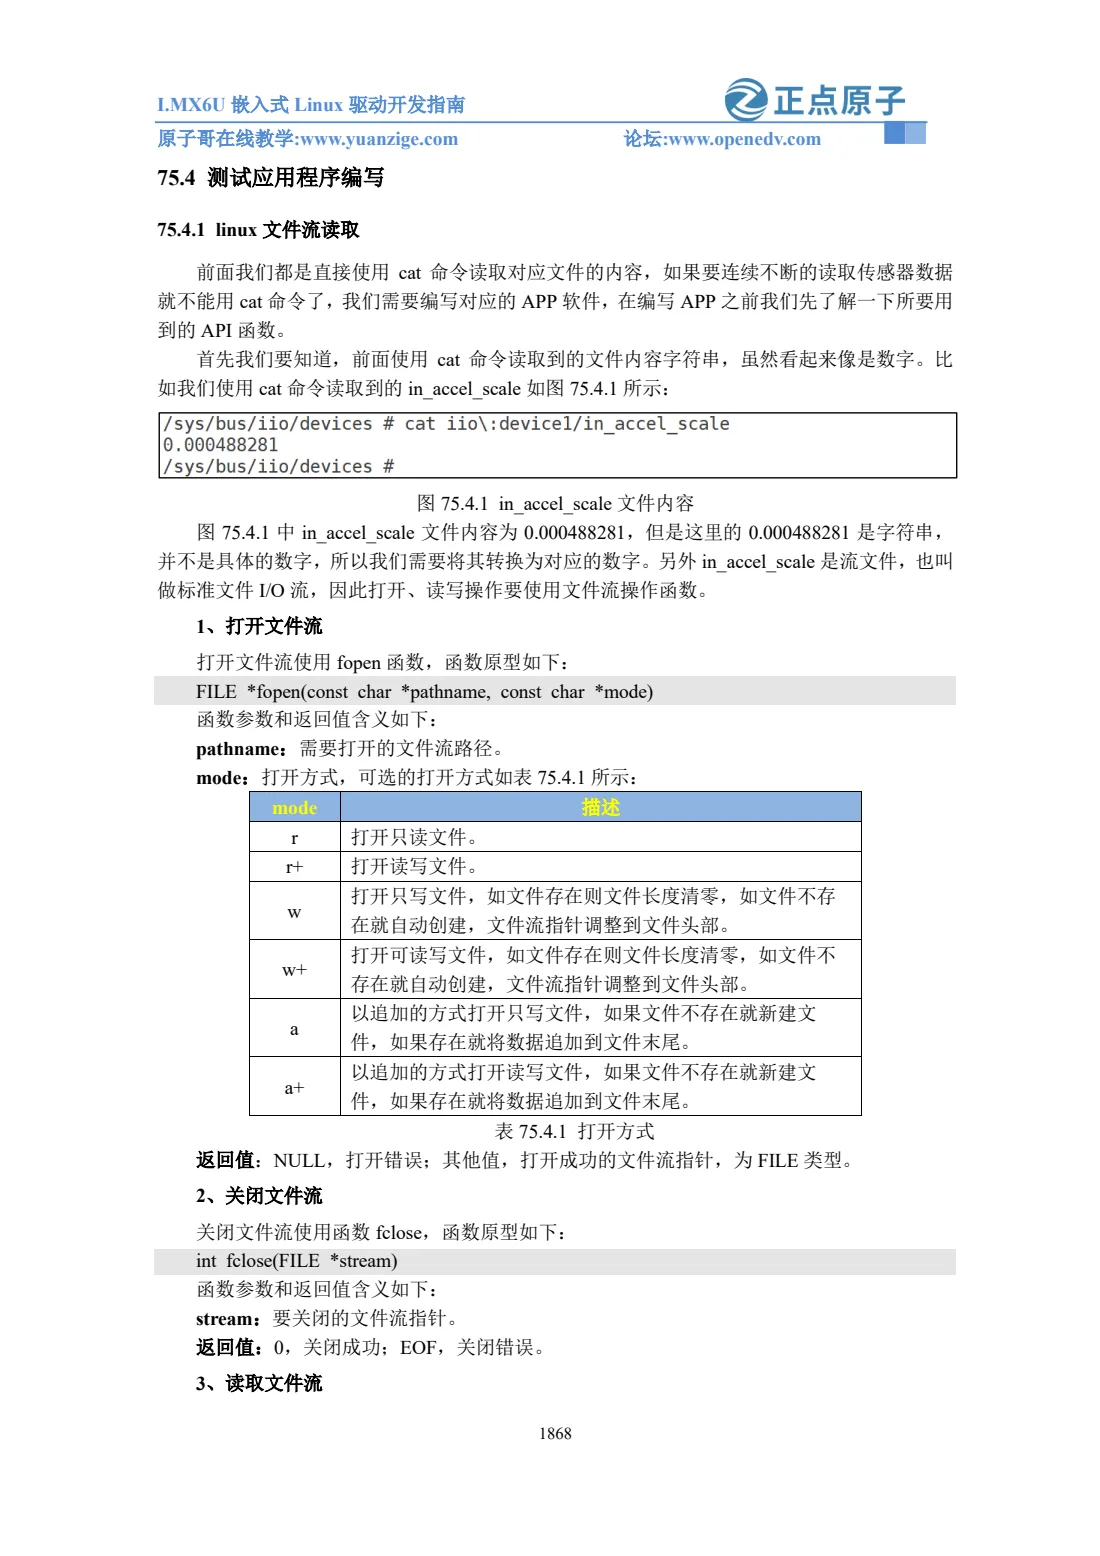 I.MX6U 嵌入式 Linux 驱动开发指南
正点原子
原子哥在线教学:www.yuanzige.com 论坛:www.openedv.com
75.4 测试应用程序编写
75.4.1 linux 文件流读取
前面我们都是直接使用 cat 命令读取对应文件的内容，如果要连续不断的读取传感器数据
就不能用 cat 命令了，我们需要编写对应的 APP 软件，在编写 APP 之前我们先了解一下所要用
到的 API 函数。
首先我们要知道，前面使用 cat 命令读取到的文件内容字符串，虽然看起来像是数字。比
如我们使用 cat 命令读取到的 in_accel_scale 如图 75.4.1 所示：
/sys/bus/iio/devices # cat iio\:device1/in_accel_scale
0.000488281
/sys/bus/iio/devices #
图 75.4.1 in_accel_scale 文件内容
图 75.4.1 中 in_accel_scale 文件内容为 0.000488281，但是这里的 0.000488281 是字符串，
并不是具体的数字，所以我们需要将其转换为对应的数字。另外 in_accel_scale 是流文件，也叫
做标准文件 I/O 流，因此打开、读写操作要使用文件流操作函数。
1、打开文件流
打开文件流使用 fopen 函数，函数原型如下：
FILE *fopen(const char *pathname, const char *mode)
函数参数和返回值含义如下：
pathname：需要打开的文件流路径。
mode：打开方式，可选的打开方式如表 75.4.1 所示：
mode 描述
r 打开只读文件。
r+ 打开读写文件。
w 打开只写文件，如文件存在则文件长度清零，如文件不存
在就自动创建，文件流指针调整到文件头部。
w+ 打开可读写文件，如文件存在则文件长度清零，如文件不
存在就自动创建，文件流指针调整到文件头部。
a 以追加的方式打开只写文件，如果文件不存在就新建文
件，如果存在就将数据追加到文件末尾。
a+ 以追加的方式打开读写文件，如果文件不存在就新建文
件，如果存在就将数据追加到文件末尾。
表 75.4.1 打开方式
返回值：NULL，打开错误；其他值，打开成功的文件流指针，为 FILE 类型。
2、关闭文件流
关闭文件流使用函数 fclose，函数原型如下：
int fclose(FILE *stream)
函数参数和返回值含义如下：
stream：要关闭的文件流指针。
返回值：0，关闭成功；EOF，关闭错误。
3、读取文件流
1868